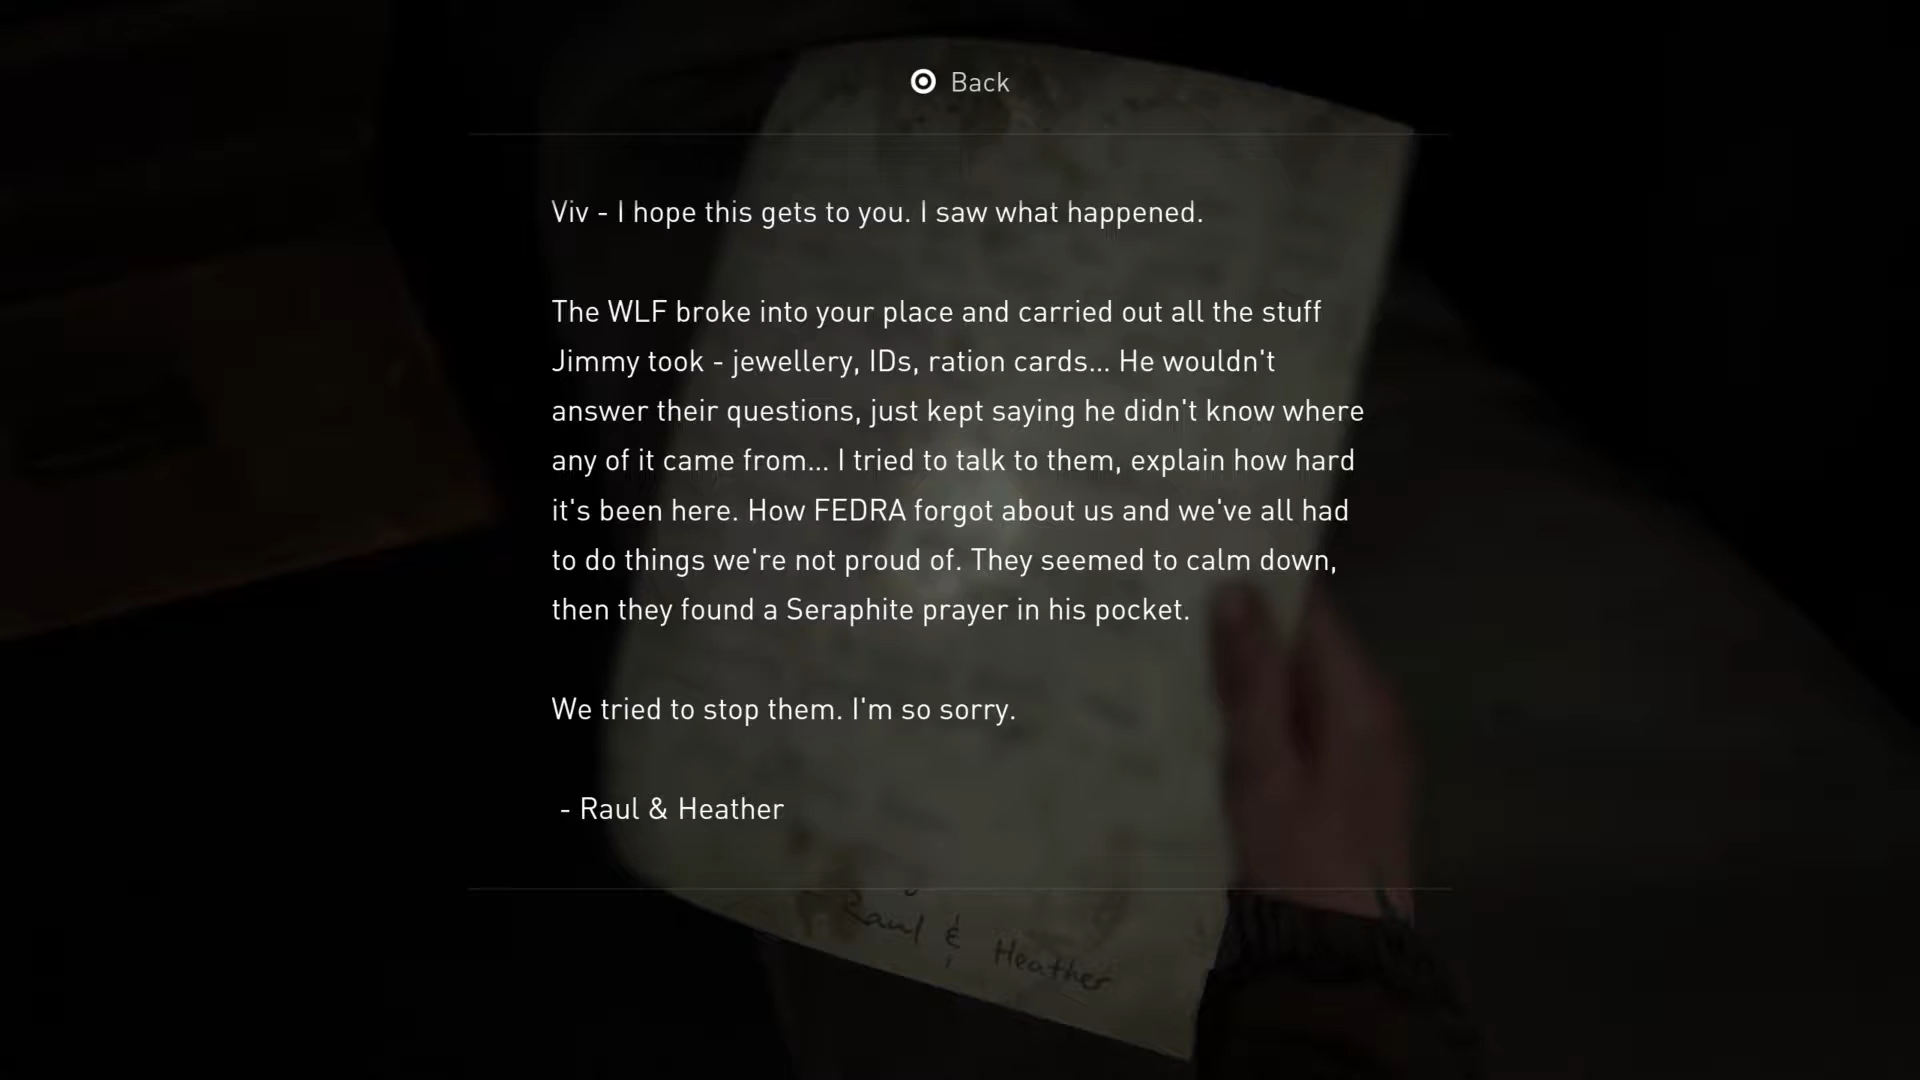 Back
Viv - I hope this gets to you. I saw what happened.
The WLF broke into your place and carried out all the stuff
Jimmy took - jewellery, IDs, ration cards... He wouldn't
answer their questions, just kept saying he didn't know where
any of it came from... I tried to talk to them, explain how hard
it's been here. How FEDRA forgot about us and we've all had
to do things we're not proud of. They seemed to calm down,
then they found a Seraphite prayer in his pocket.
We tried to stop them. I'm so sorry.
- Raul & Heather
Raul & Heather